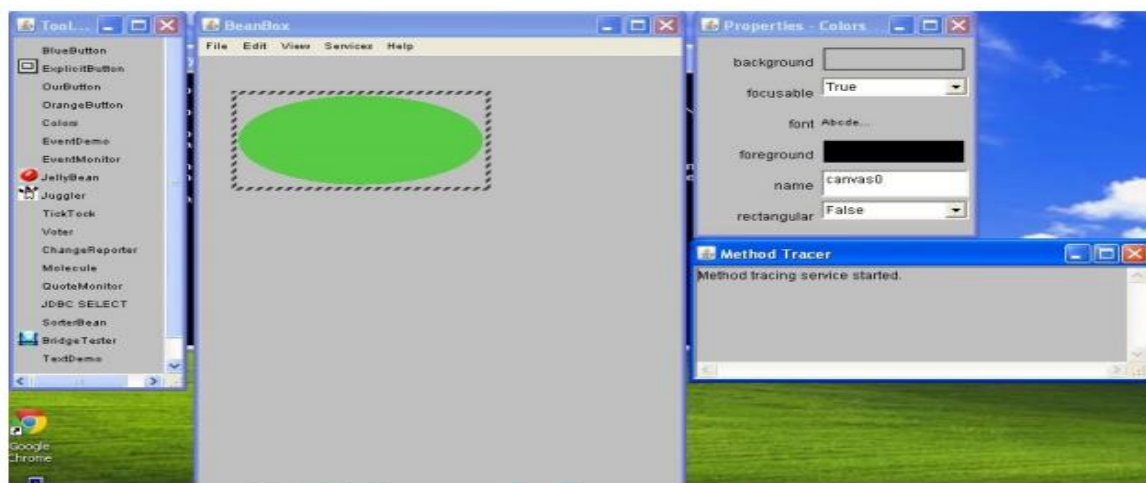 Tool...
BlueButton
ExplicitButton
OurButton
OrangeButton
Colors
EventDemo
EventMonitor
JellyBean
Juggler
TickTock
Voter
ChangeReporter
Molecule
QuoteMonitor
JDBC SELECT
SorterBean
BridgeTester
TextDemo
Google
Chrome
BeanBox
File Edit View Services Help
Properties - Colors
background
focusable True
font Abcde...
foreground
name canvas0
rectangular False
Method Tracer
Method tracing service started.